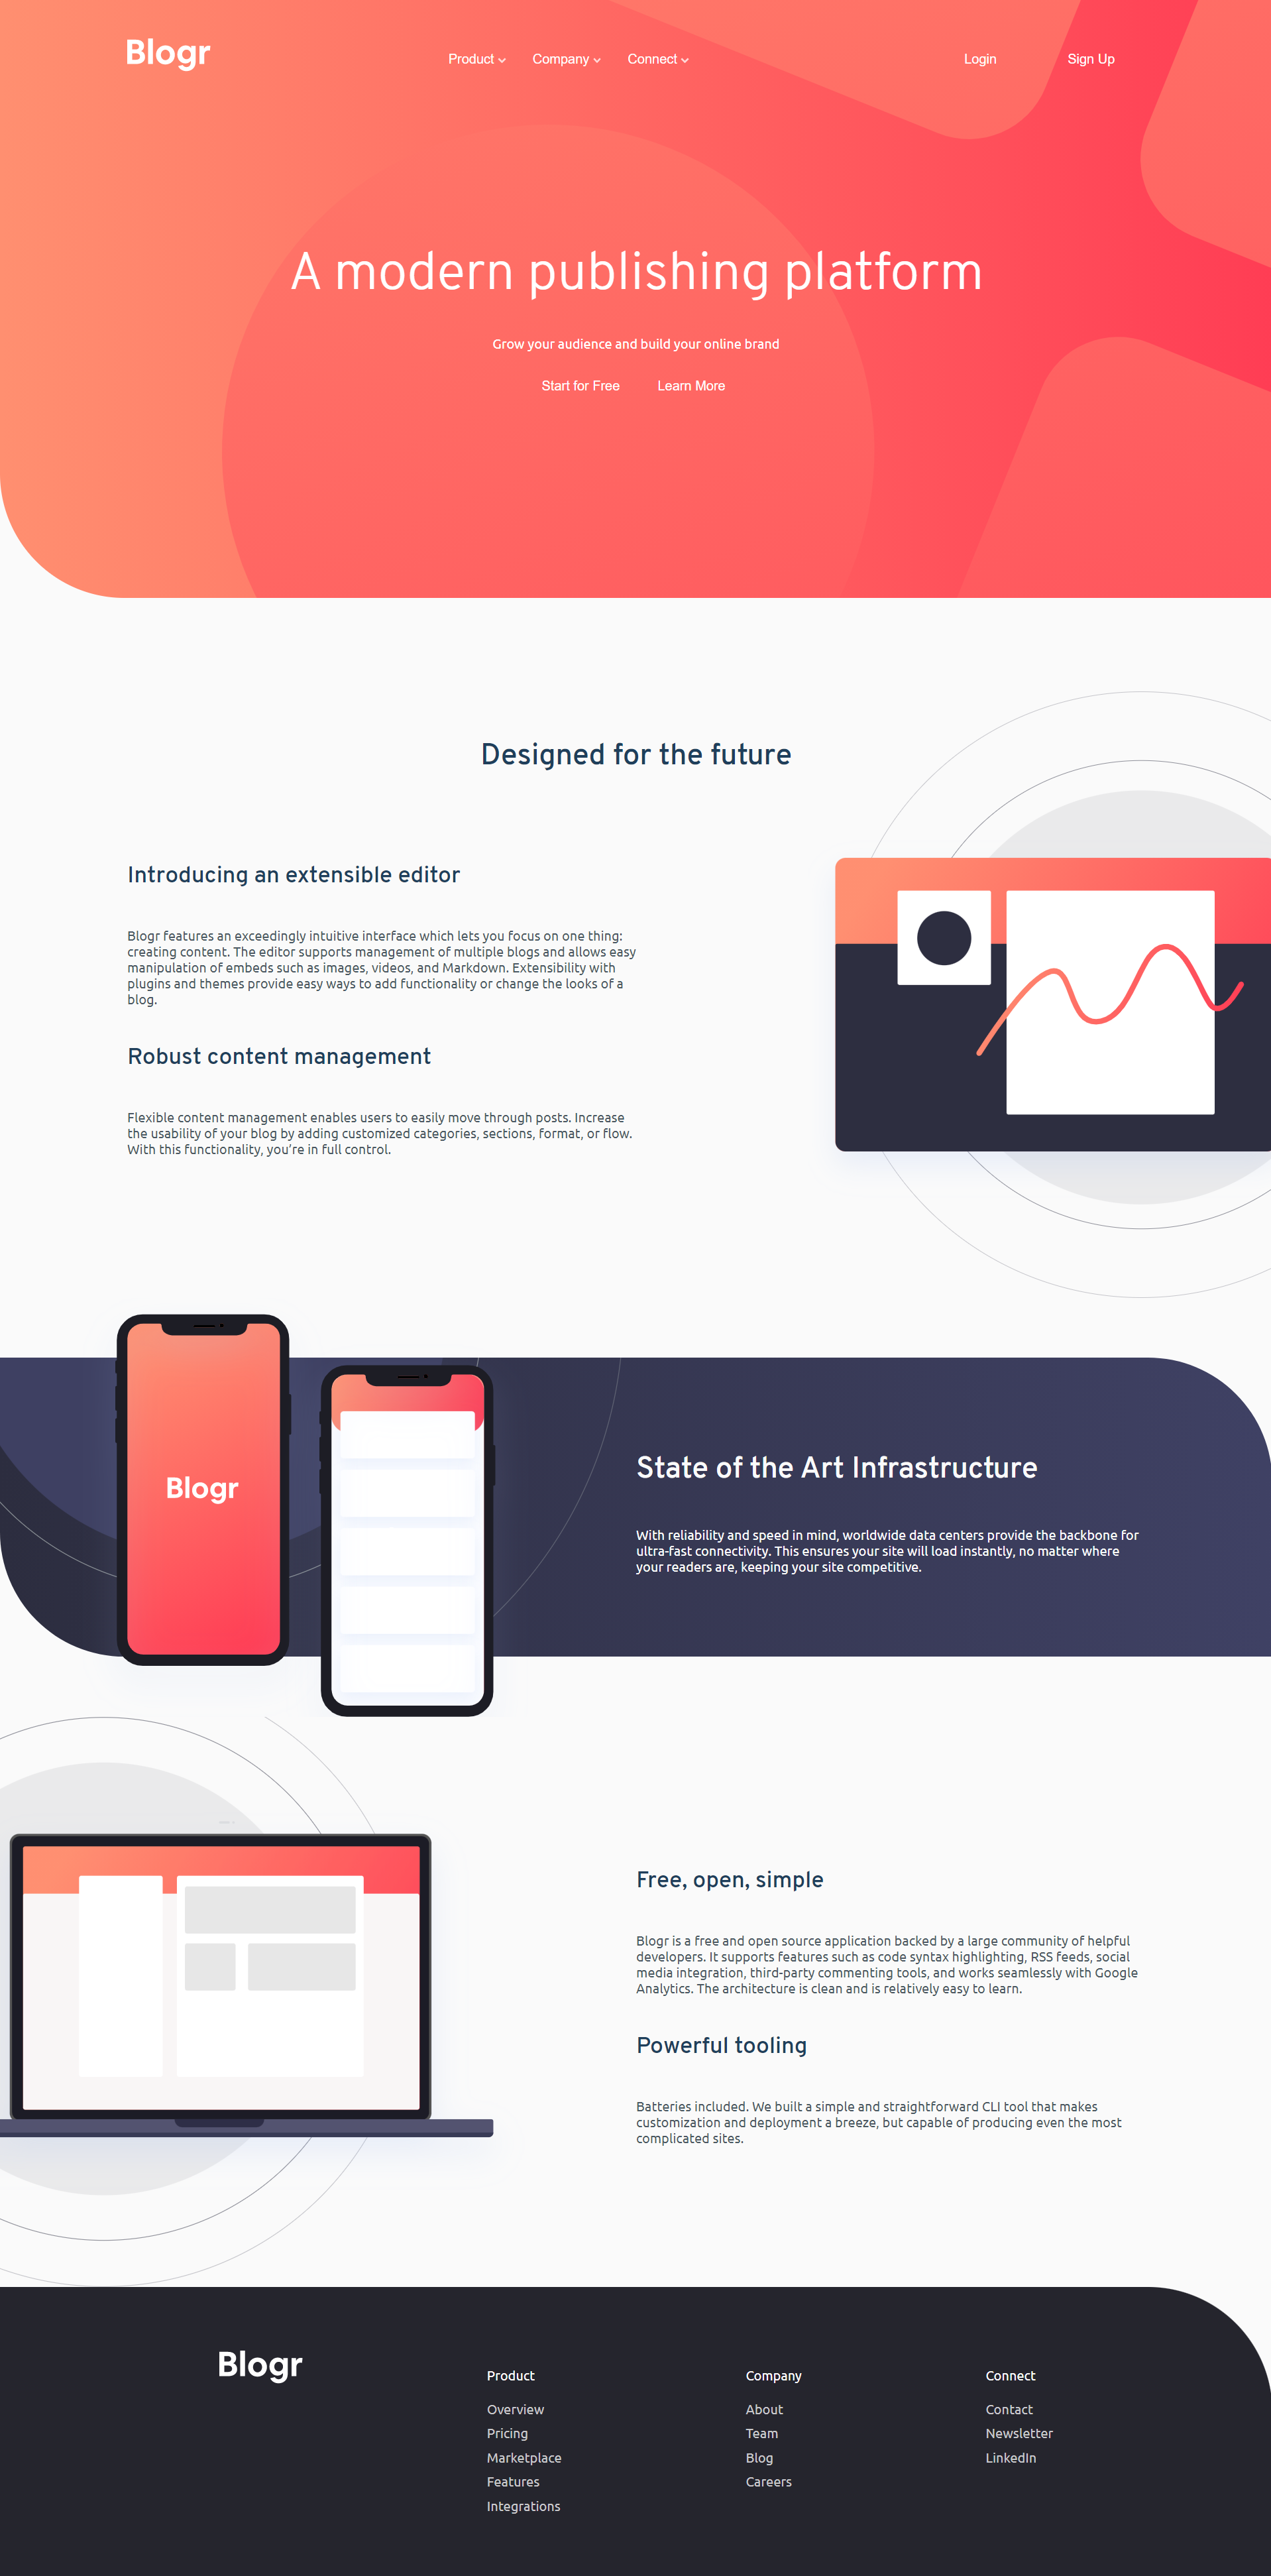 Blogr
Product
Company
Connect
Login
Sign Up
A modern publishing platform
Grow your audience and build your online brand
Start for Free
Learn More
Designed for the future
Introducing an extensible editor
Blogr features an exceedingly intuitive interface which lets you focus on one thing:
creating content. The editor supports management of multiple blogs and allows easy
manipulation of embeds such as images, videos, and Markdown. Extensibility with
plugins and themes provide easy ways to add functionality or change the looks of a
blog.
Robust content management
Flexible content management enables users to easily move through posts. Increase
the usability of your blog by adding customized categories, sections, format, or flow.
With this functionality, you’re in full control.
Blogr
State of the Art Infrastructure
With reliability and speed in mind, worldwide data centers provide the backbone for
ultra-fast connectivity. This ensures your site will load instantly, no matter where
your readers are, keeping your site competitive.
Free, open, simple
Blogr is a free and open source application backed by a large community of helpful
developers. It supports features such as code syntax highlighting, RSS feeds, social
media integration, third-party commenting tools, and works seamlessly with Google
Analytics. The architecture is clean and is relatively easy to learn.
Powerful tooling
Batteries included. We built a simple and straightforward CLI tool that makes
customization and deployment a breeze, but capable of producing even the most
complicated sites.
Blogr
Product
Overview
Pricing
Marketplace
Features
Integrations
Company
About
Team
Blog
Careers
Connect
Contact
Newsletter
LinkedIn